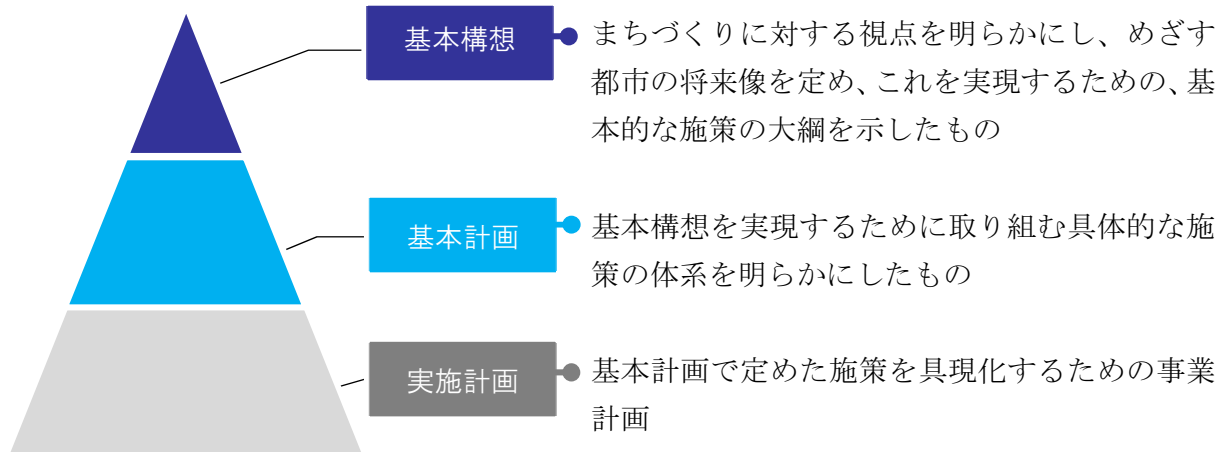 基本構想
まちづくりに対する視点を明らかにし、めざす
都市の将来像を定め、これを実現するための、基
本的な施策の大綱を示したもの
基本計画
基本構想を実現するために取り組む具体的な施
策の体系を明らかにしたもの
実施計画
基本計画で定めた施策を具現化するための事業
計画